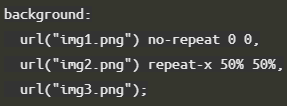 background:
url("img1.png") no-repeat 0 0,
url("img2.png") repeat-x 50% 50%,
url("img3.png");